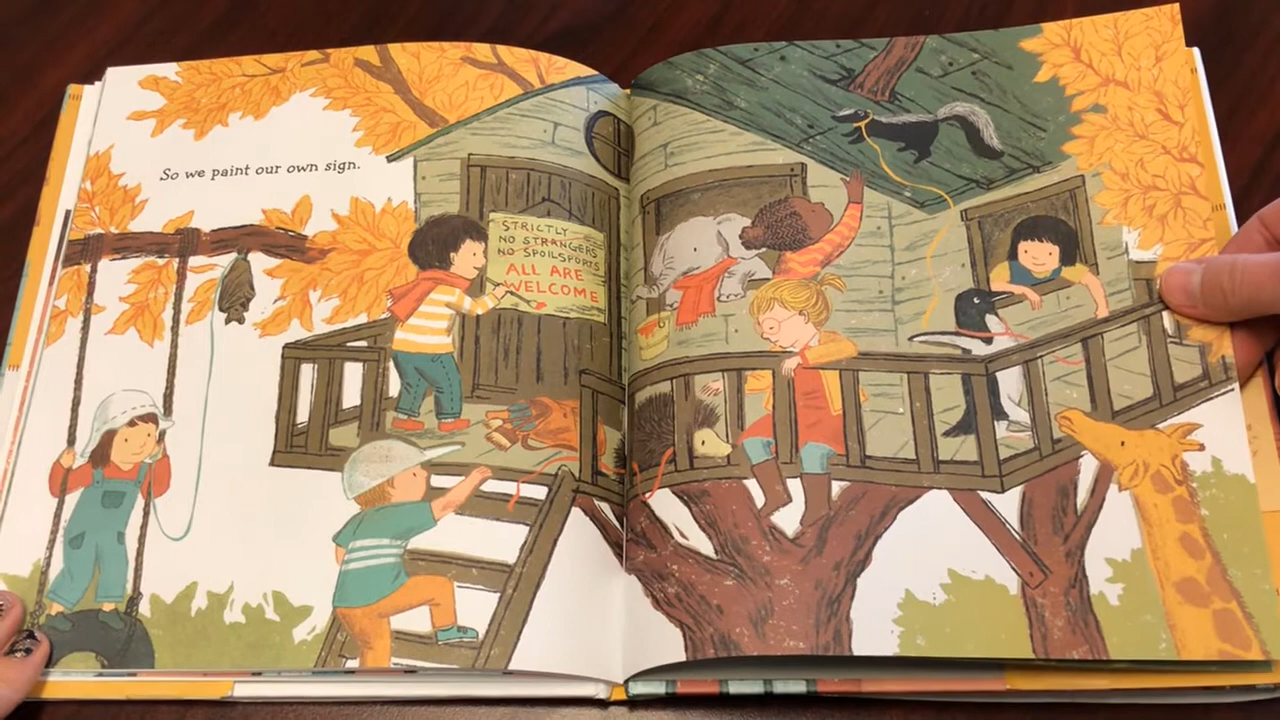 So we paint our own sign.
STRICTLY
NO STRANGERS
NO SPOILSPORTS
ALL ARE
WELCOME